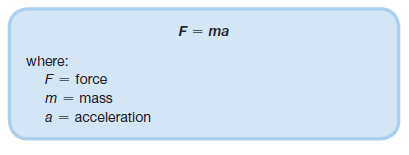 F = ma
where:
F = force
m = mass
a = acceleration